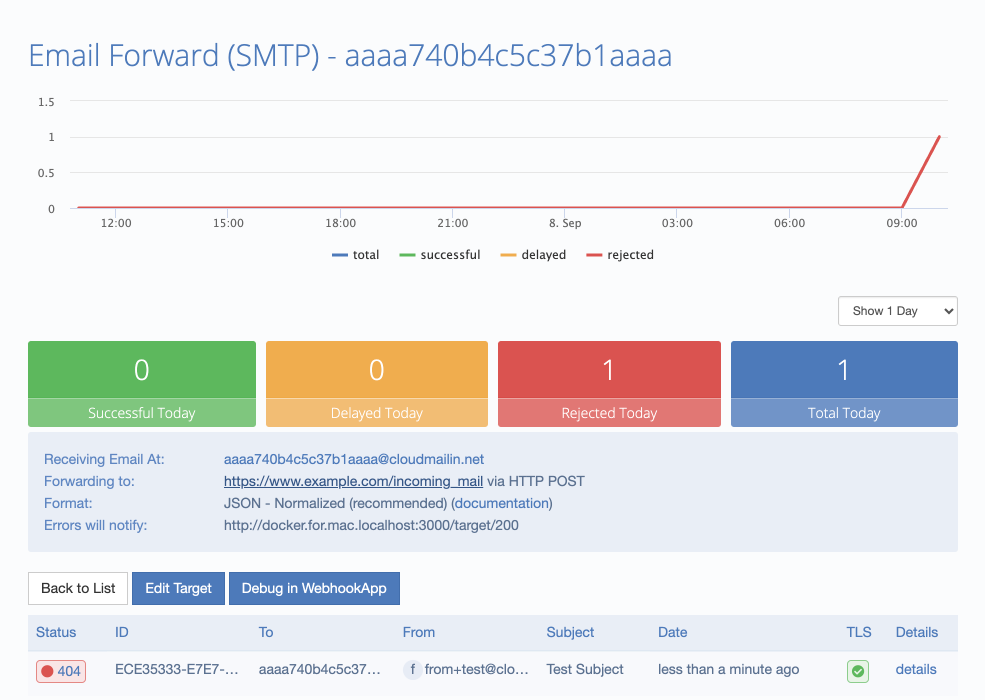 Email Forward (SMTP) - aaaa740b4c5c37b1aaaa
1.5
1
0.5
0
12:00 15:00 18:00 21:00 8. Sep 03:00 06:00 09:00
total successful delayed rejected
Show 1 Day
0 0 1 1
Successful Today Delayed Today Rejected Today Total Today
Receiving Email At: aaaa740b4c5c37b1aaaa@cloudmailin.net
Forwarding to: https://www.example.com/incoming_mail via HTTP POST
Format: JSON - Normalized (recommended) (documentation)
Errors will notify: http://docker.for.mac.localhost:3000/target/200
Back to List Edit Target Debug in WebhookApp
Status ID To From Subject Date TLS Details
404 ECE35333-E7E7-... aaaa740b4c5c37... f from+test@clo... Test Subject less than a minute ago details